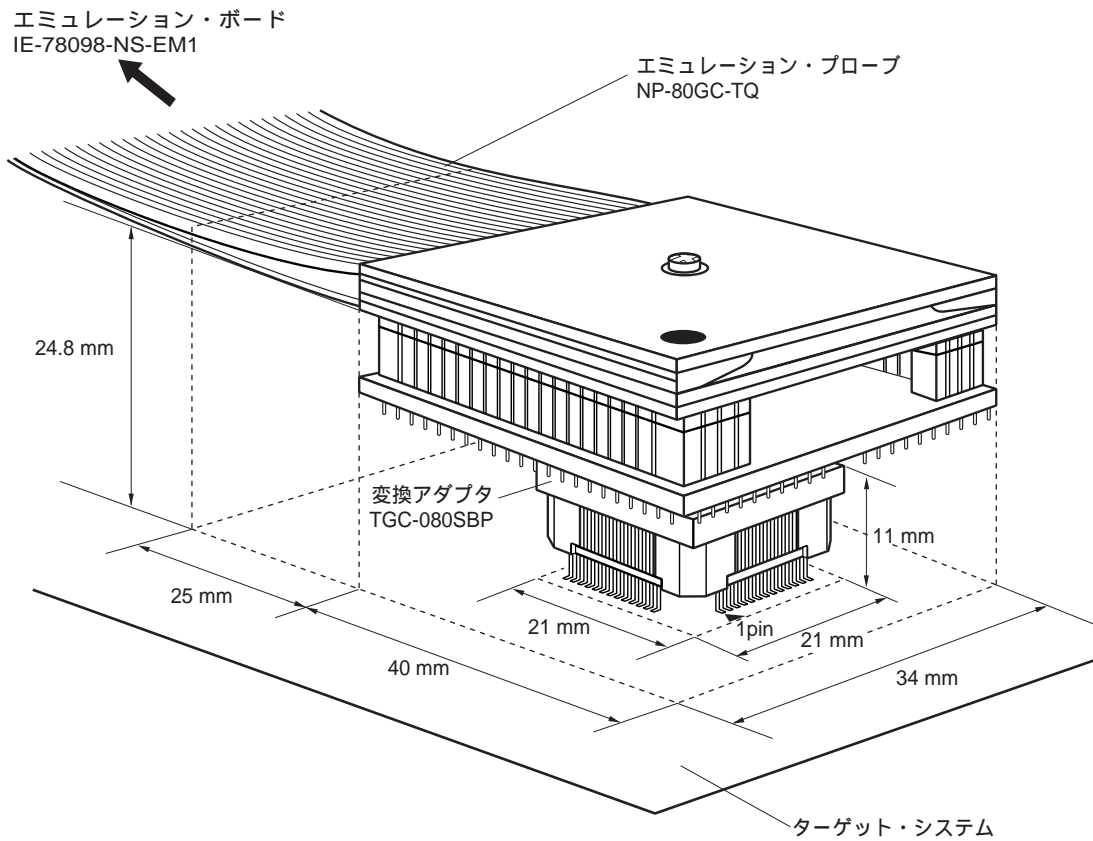 エミュレーション・ボード
IE-78098-NS-EM1
エミュレーション・プローブ
NP-80GC-TQ
24.8 mm
変換アダプタ
TGC-080SBP
11 mm
25 mm
21 mm
1pin
21 mm
40 mm
34 mm
ターゲット・システム